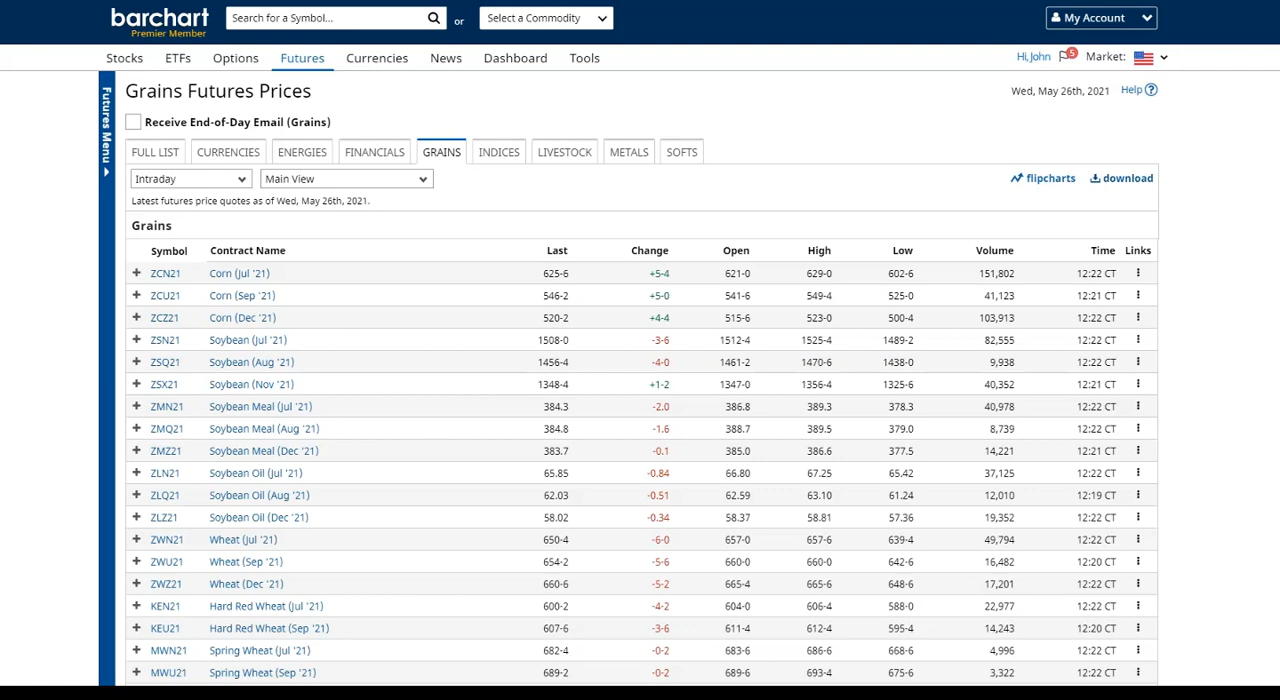 barchart
Premier Member
Search for a Symbol...
or
Select a Commodity
My Account
Stocks ETFs Options Futures Currencies News Dashboard Tools
Hi, John 5 Market:
Futures Menu
Grains Futures Prices
Wed, May 26th, 2021 Help ?
Receive End-of-Day Email (Grains)
FULL LIST CURRENCIES ENERGIES FINANCIALS GRAINS INDICES LIVESTOCK METALS SOFTS
Intraday Main View flipcharts download
Latest futures price quotes as of Wed, May 26th, 2021.
Grains
Symbol Contract Name Last Change Open High Low Volume Time Links
ZCN21 Corn (Jul '21) 625-6 +5-4 621-0 629-0 602-6 151,802 12:22 CT
ZCU21 Corn (Sep '21) 546-2 +5-0 541-6 549-4 525-0 41,123 12:21 CT
ZCZ21 Corn (Dec '21) 520-2 +4-4 515-6 523-0 500-4 103,913 12:22 CT
ZSN21 Soybean (Jul '21) 1508-0 -3-6 1512-4 1525-4 1489-2 82,555 12:22 CT
ZSQ21 Soybean (Aug '21) 1456-4 -4-0 1461-2 1470-6 1438-0 9,938 12:22 CT
ZSX21 Soybean (Nov '21) 1348-4 +1-2 1347-0 1356-4 1325-6 40,352 12:21 CT
ZMN21 Soybean Meal (Jul '21) 384.3 -2.0 386.8 389.3 378.3 40,978 12:22 CT
ZMQ21 Soybean Meal (Aug '21) 384.8 -1.6 388.7 389.5 379.0 8,739 12:22 CT
ZMZ21 Soybean Meal (Dec '21) 383.7 -0.1 385.0 386.6 377.5 14,221 12:21 CT
ZLN21 Soybean Oil (Jul '21) 65.85 -0.84 66.80 67.25 65.42 37,125 12:22 CT
ZLQ21 Soybean Oil (Aug '21) 62.03 -0.51 62.59 63.10 61.24 12,010 12:19 CT
ZLZ21 Soybean Oil (Dec '21) 58.02 -0.34 58.37 58.81 57.36 19,352 12:22 CT
ZWN21 Wheat (Jul '21) 650-4 -6-0 657-0 657-6 639-4 49,794 12:22 CT
ZWU21 Wheat (Sep '21) 654-2 -5-6 660-0 660-0 642-6 16,482 12:20 CT
ZWZ21 Wheat (Dec '21) 660-6 -5-2 665-4 665-6 648-6 17,201 12:22 CT
KEN21 Hard Red Wheat (Jul '21) 600-2 -4-2 604-0 606-4 588-0 22,977 12:22 CT
KEU21 Hard Red Wheat (Sep '21) 607-6 -3-6 611-4 612-4 595-4 14,243 12:20 CT
MWN21 Spring Wheat (Jul '21) 682-4 -0-2 683-6 686-6 668-6 4,996 12:22 CT
MWU21 Spring Wheat (Sep '21) 689-2 -0-2 689-6 693-4 675-6 3,322 12:22 CT